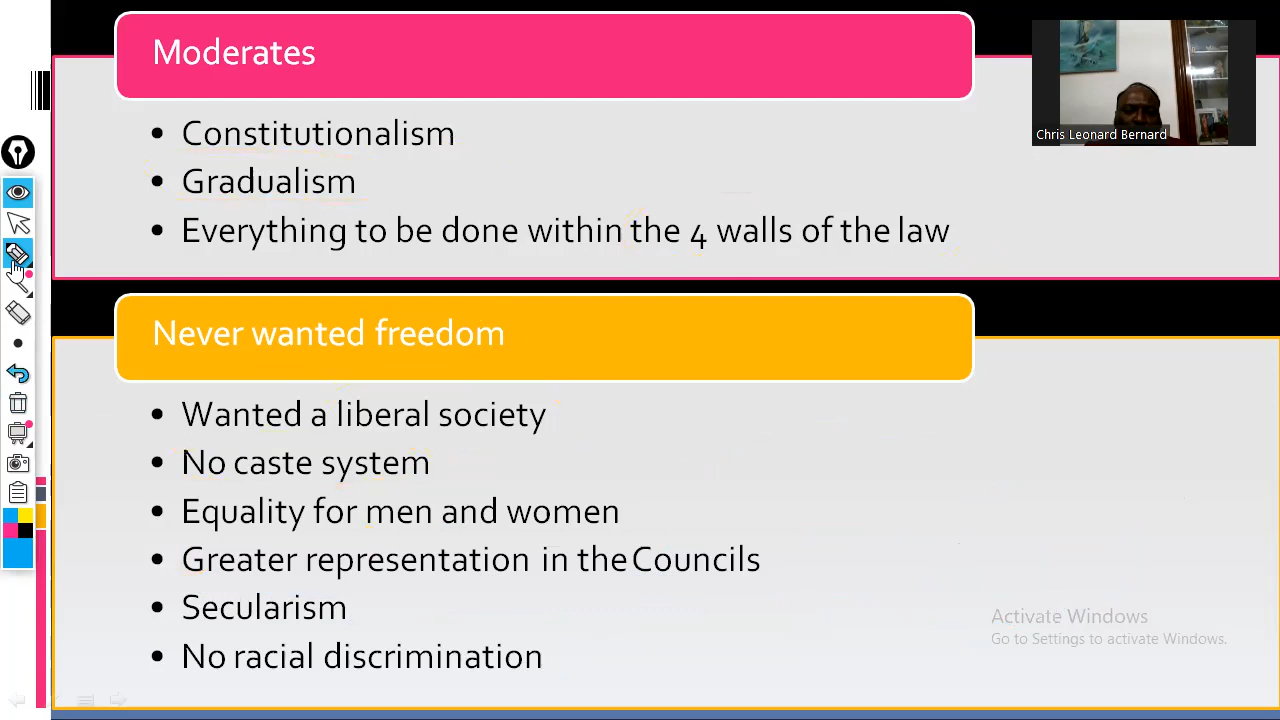 Moderates
Chris Leonard Bernard
• Constitutionalism
• Gradualism
• Everything to be done within the 4 walls of the law
Never wanted freedom
• Wanted a liberal society
• No caste system
• Equality for men and women
• Greater representation in the Councils
• Secularism
• No racial discrimination
Activate Windows
Go to Settings to activate Windows.